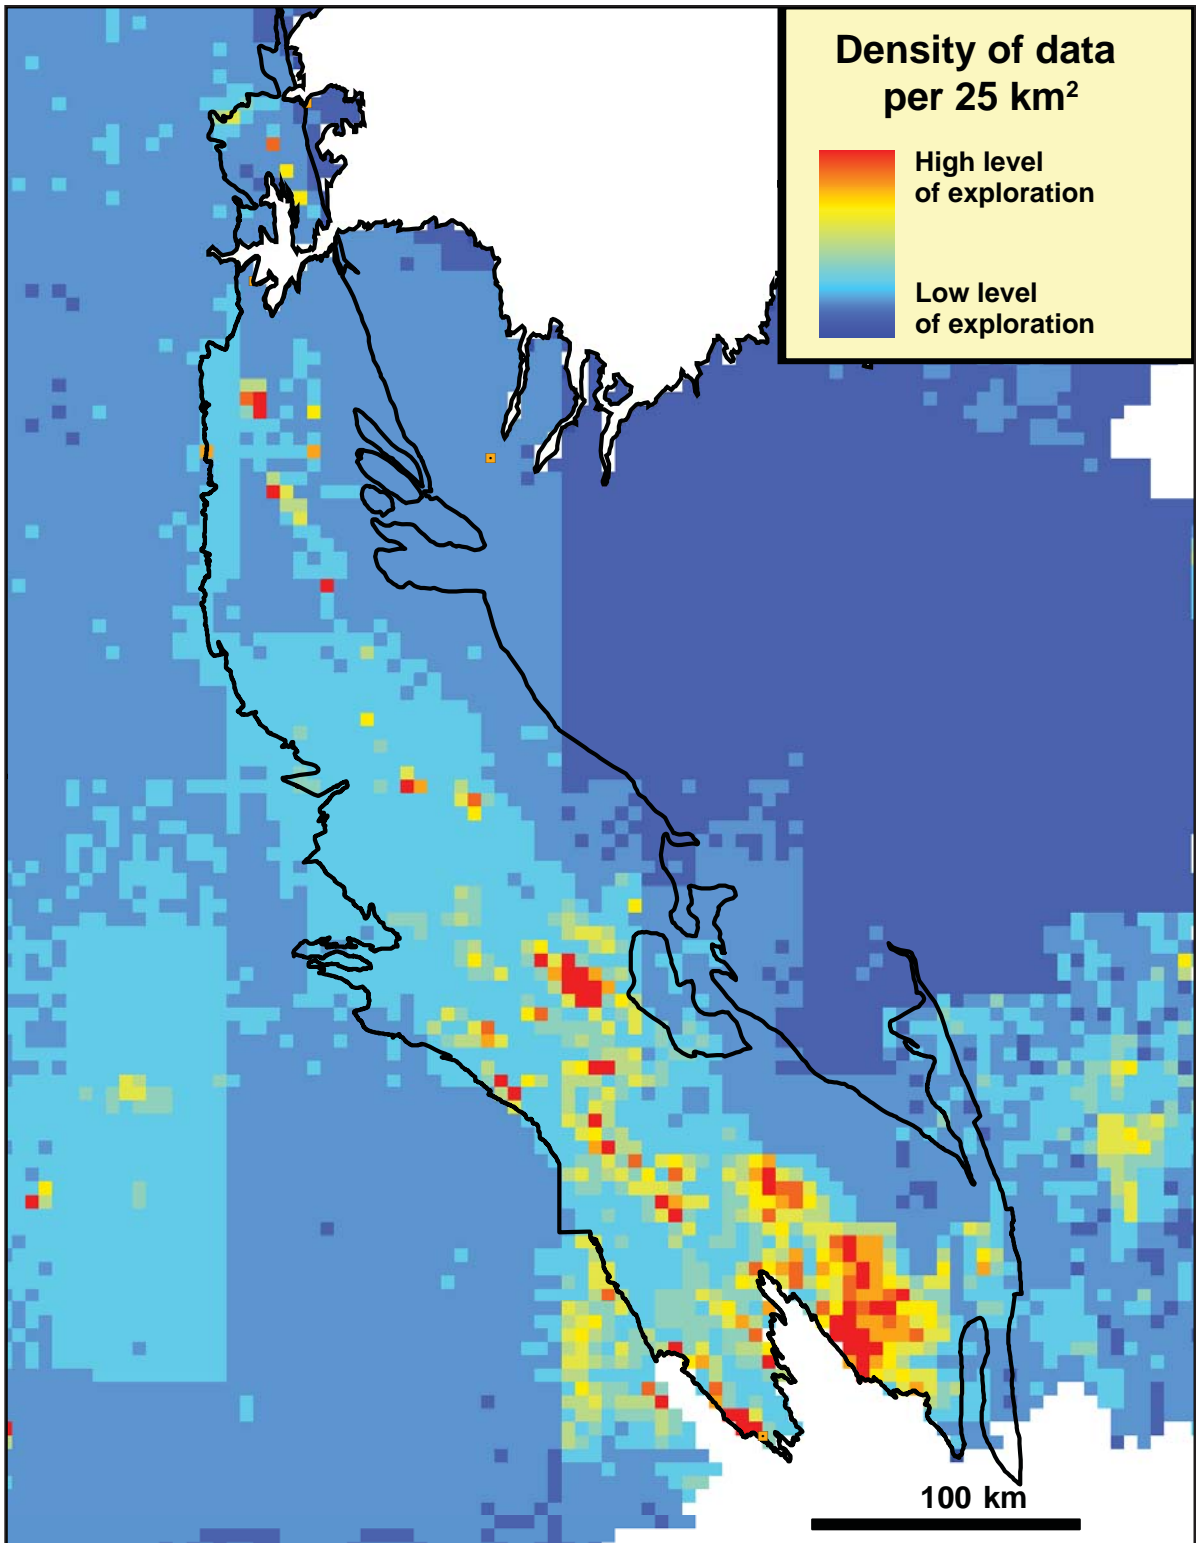 Density of data
per 25 km²
High level
of exploration
Low level
of exploration
100 km